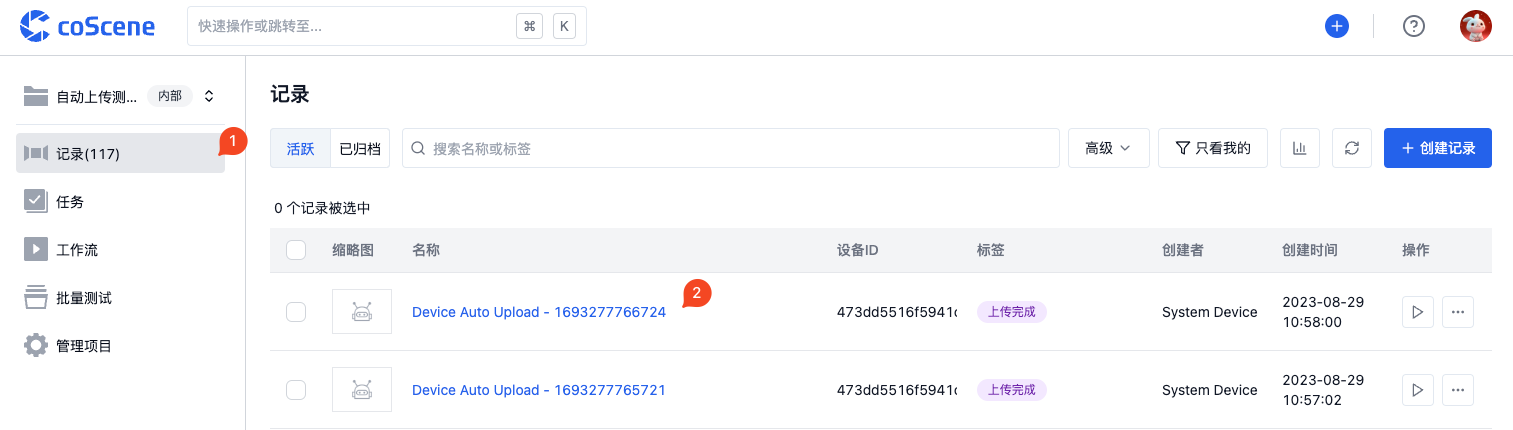 coScene
快速操作或跳转至...
⌘ K
自动上传测... 内部
记录(117)
1
任务
工作流
批量测试
管理项目
记录
活跃 已归档 搜索名称或标签 高级 只看我的 + 创建记录
0 个记录被选中
缩略图 名称 设备ID 标签 创建者 创建时间 操作
2
Device Auto Upload - 1693277766724 473dd5516f5941 上传完成 System Device 2023-08-29
10:58:00
Device Auto Upload - 1693277765721 473dd5516f5941 上传完成 System Device 2023-08-29
10:57:02